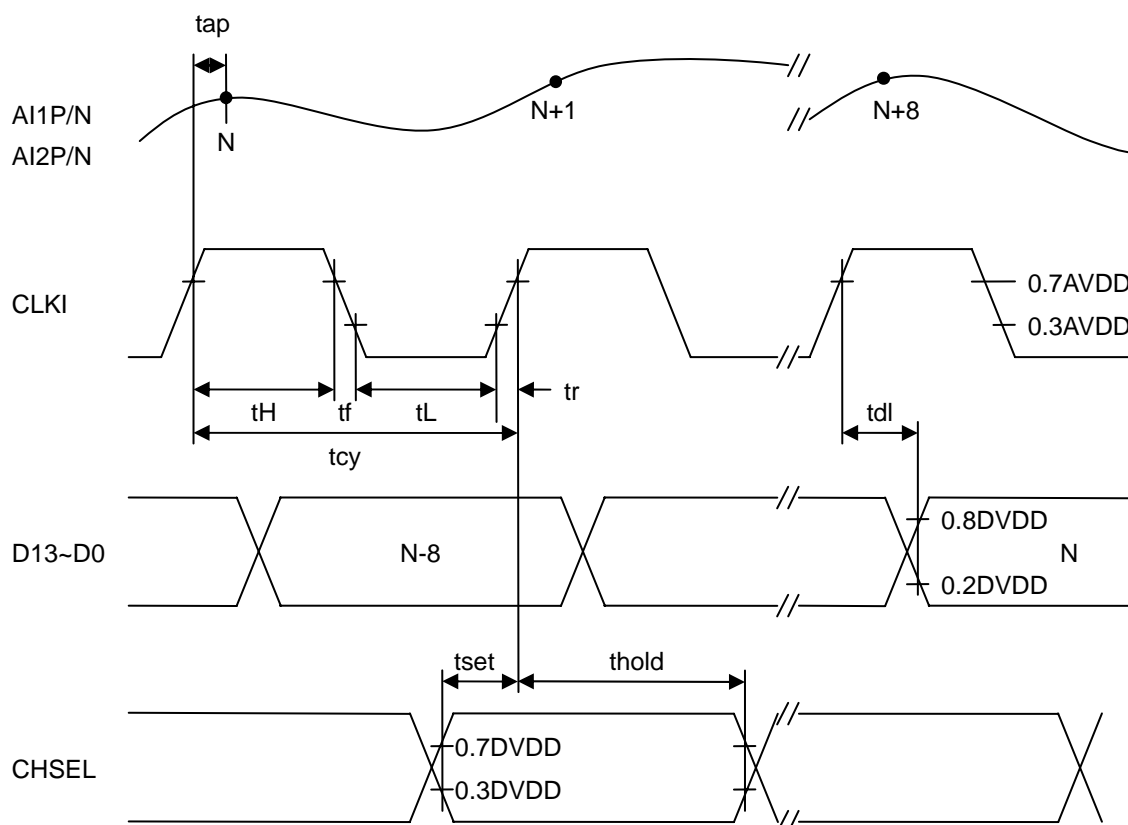 tap
AI1P/N
AI2P/N
N
N+1
N+8
CLKI
0.7AVDD
0.3AVDD
tH
tf
tL
tr
tcy
tdl
D13~D0
N-8
0.8DVDD
0.2DVDD
N
tset
thold
CHSEL
0.7DVDD
0.3DVDD